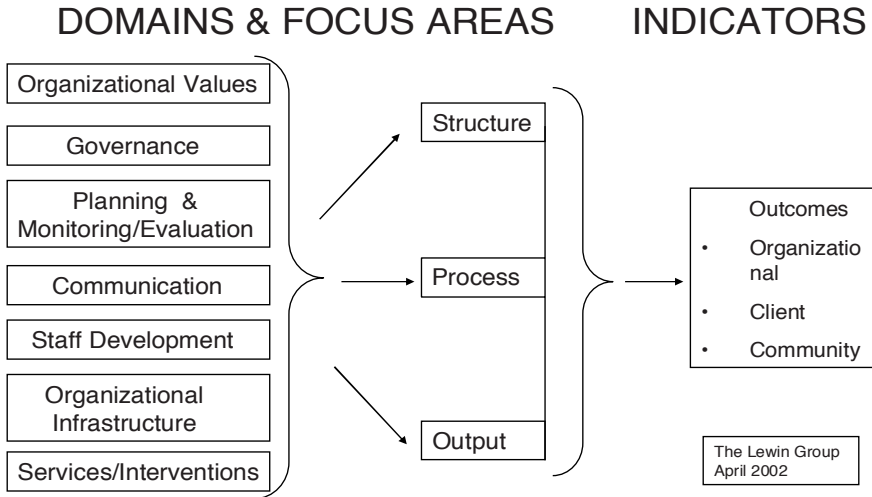 DOMAINS & FOCUS AREAS
INDICATORS
Organizational Values
Governance
Planning &
Monitoring/Evaluation
Communication
Staff Development
Organizational
Infrastructure
Services/Interventions
Structure
Process
Output
Outcomes
• Organizatio
nal
• Client
• Community
The Lewin Group
April 2002